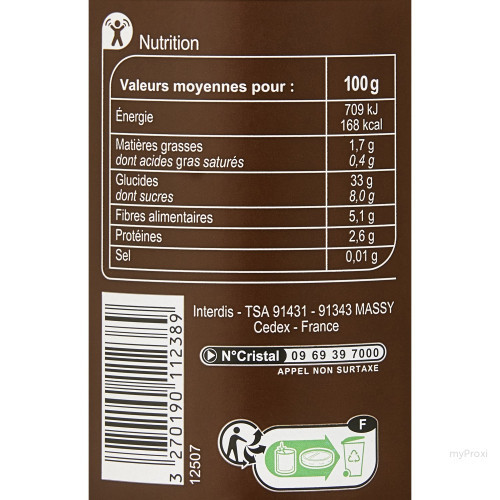 Nutrition
Valeurs moyennes pour : 100 g
Énergie 709 kJ
168 kcal
Matières grasses 1,7 g
dont acides gras saturés 0,4 g
Glucides 33 g
dont sucres 8,0 g
Fibres alimentaires 5,1 g
Protéines 2,6 g
Sel 0,01 g
Interdis - TSA 91431 - 91343 MASSY
Cedex - France
N°Cristal 09 69 39 7000
APPEL NON SURTAXE
F
3 270190 112389
12507
myProxi